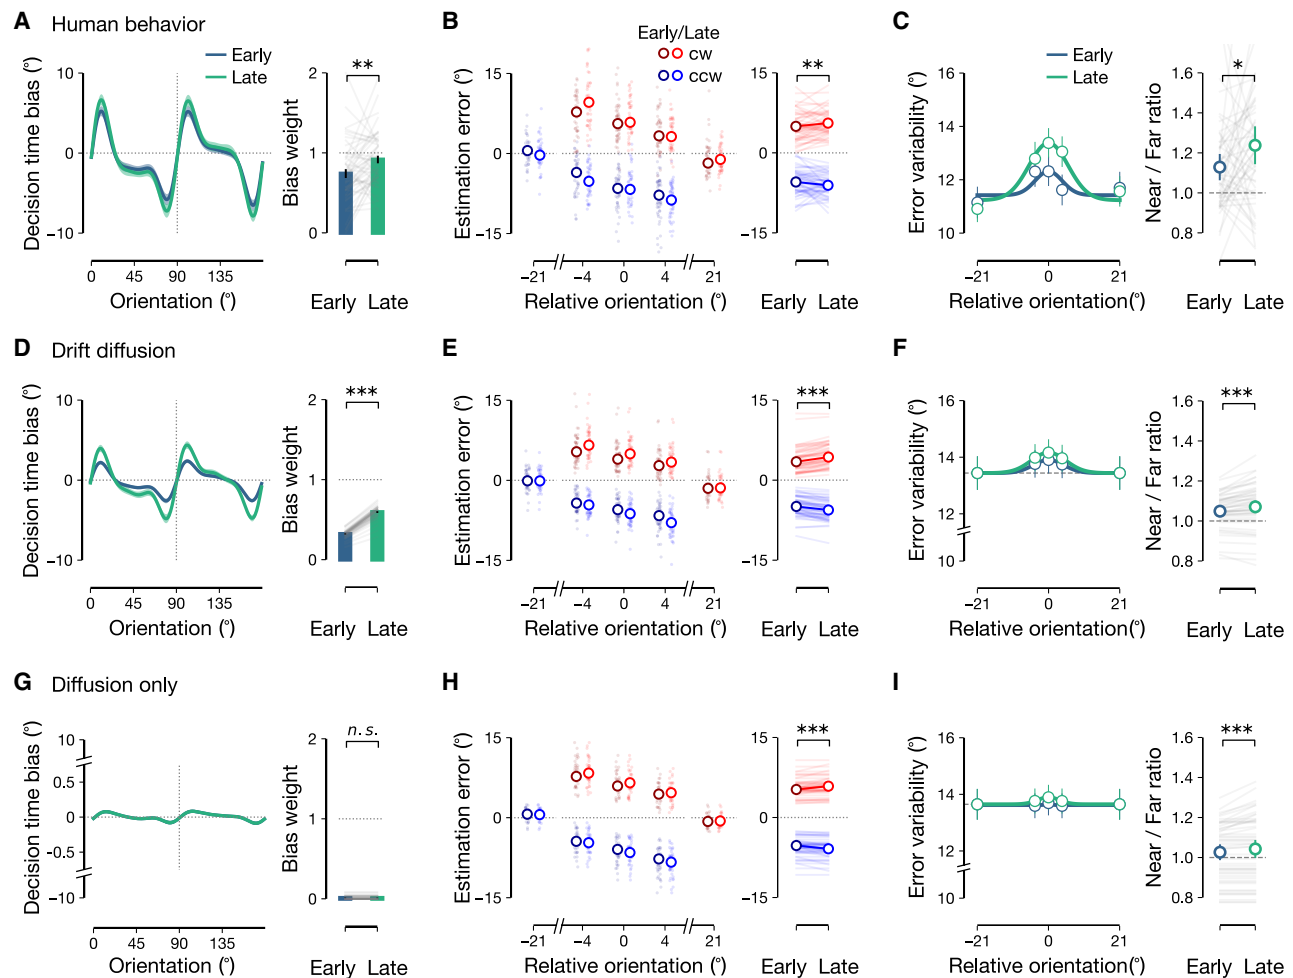 A Human behavior
Early
Late
Decision time bias (°)
10
0
−10
0 45 90 135
Orientation (°)
**
Bias weight
2
1
0
Early Late
B
Early/Late
cw
ccw
Estimation error (°)
15
0
−15
−21 −4 0 4 21
Relative orientation (°)
**
15
0
−15
Early Late
C
Early
Late
Error variability (°)
16
14
12
10
−21 0 21
Relative orientation(°)
*
Near / Far ratio
1.6
1.4
1.2
1.0
0.8
Early Late
D Drift diffusion
Decision time bias (°)
10
0
−10
0 45 90 135
Orientation (°)
***
Bias weight
2
1
0
Early Late
E
Estimation error (°)
15
0
−15
−21 −4 0 4 21
Relative orientation (°)
***
15
0
−15
Early Late
F
Error variability (°)
16
14
12
10
−21 0 21
Relative orientation(°)
***
Near / Far ratio
1.6
1.4
1.2
1.0
0.8
Early Late
G Diffusion only
Decision time bias (°)
10
0.5
0
−0.5
−10
0 45 90 135
Orientation (°)
n.s.
Bias weight
2
1
0
Early Late
H
Estimation error (°)
15
0
−15
−21 −4 0 4 21
Relative orientation (°)
***
15
0
−15
Early Late
I
Error variability (°)
16
14
12
10
−21 0 21
Relative orientation(°)
***
Near / Far ratio
1.6
1.4
1.2
1.0
0.8
Early Late